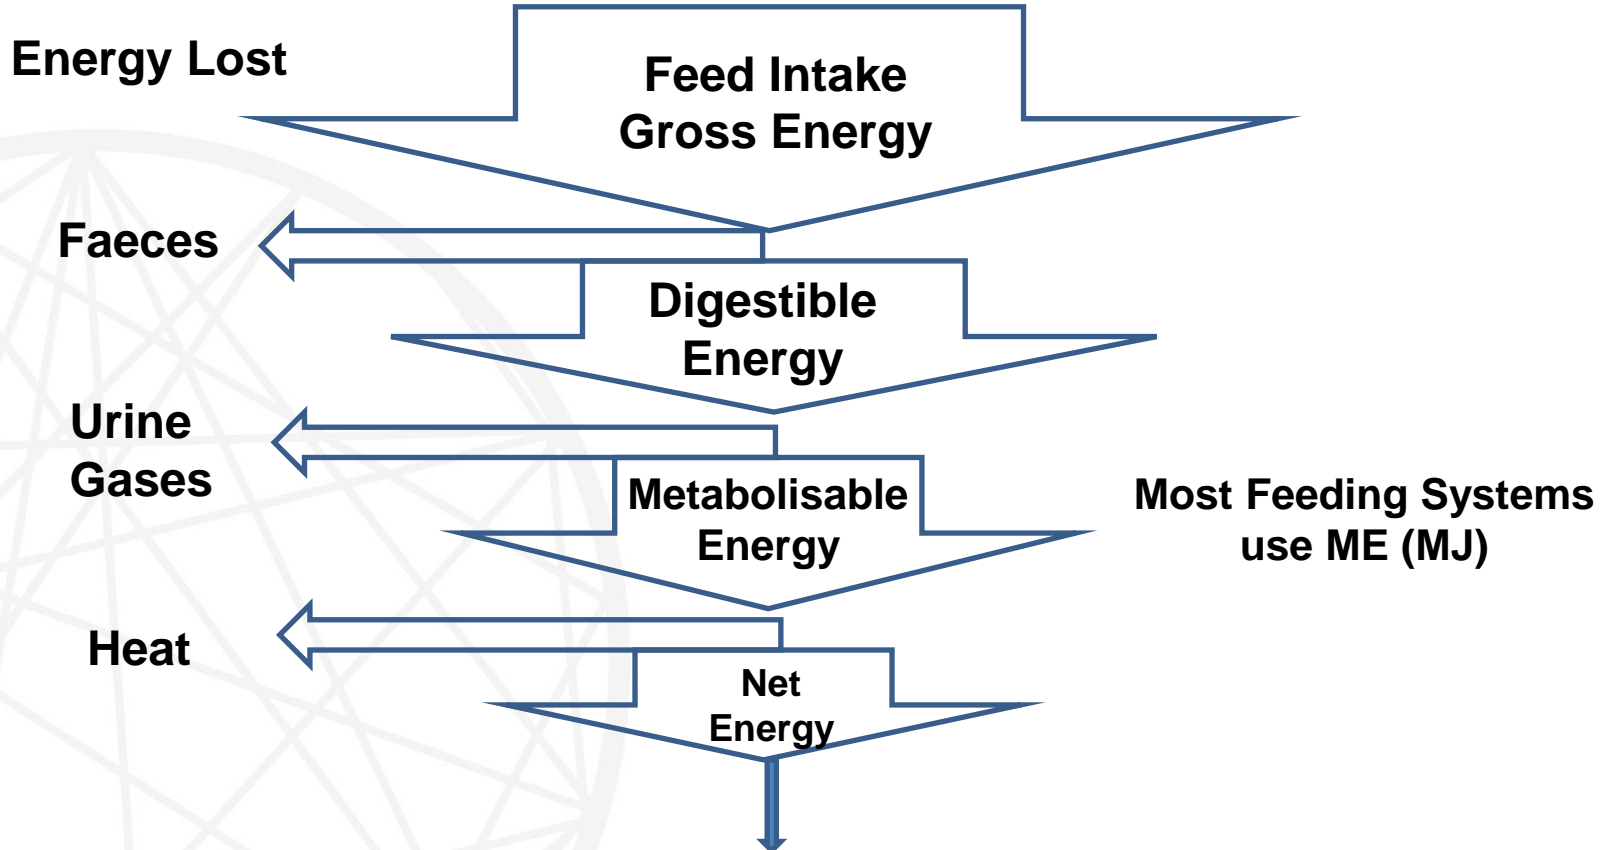 Energy Lost
Feed Intake
Gross Energy
Faeces
Digestible
Energy
Urine
Gases
Metabolisable
Energy
Most Feeding Systems
use ME (MJ)
Heat
Net
Energy